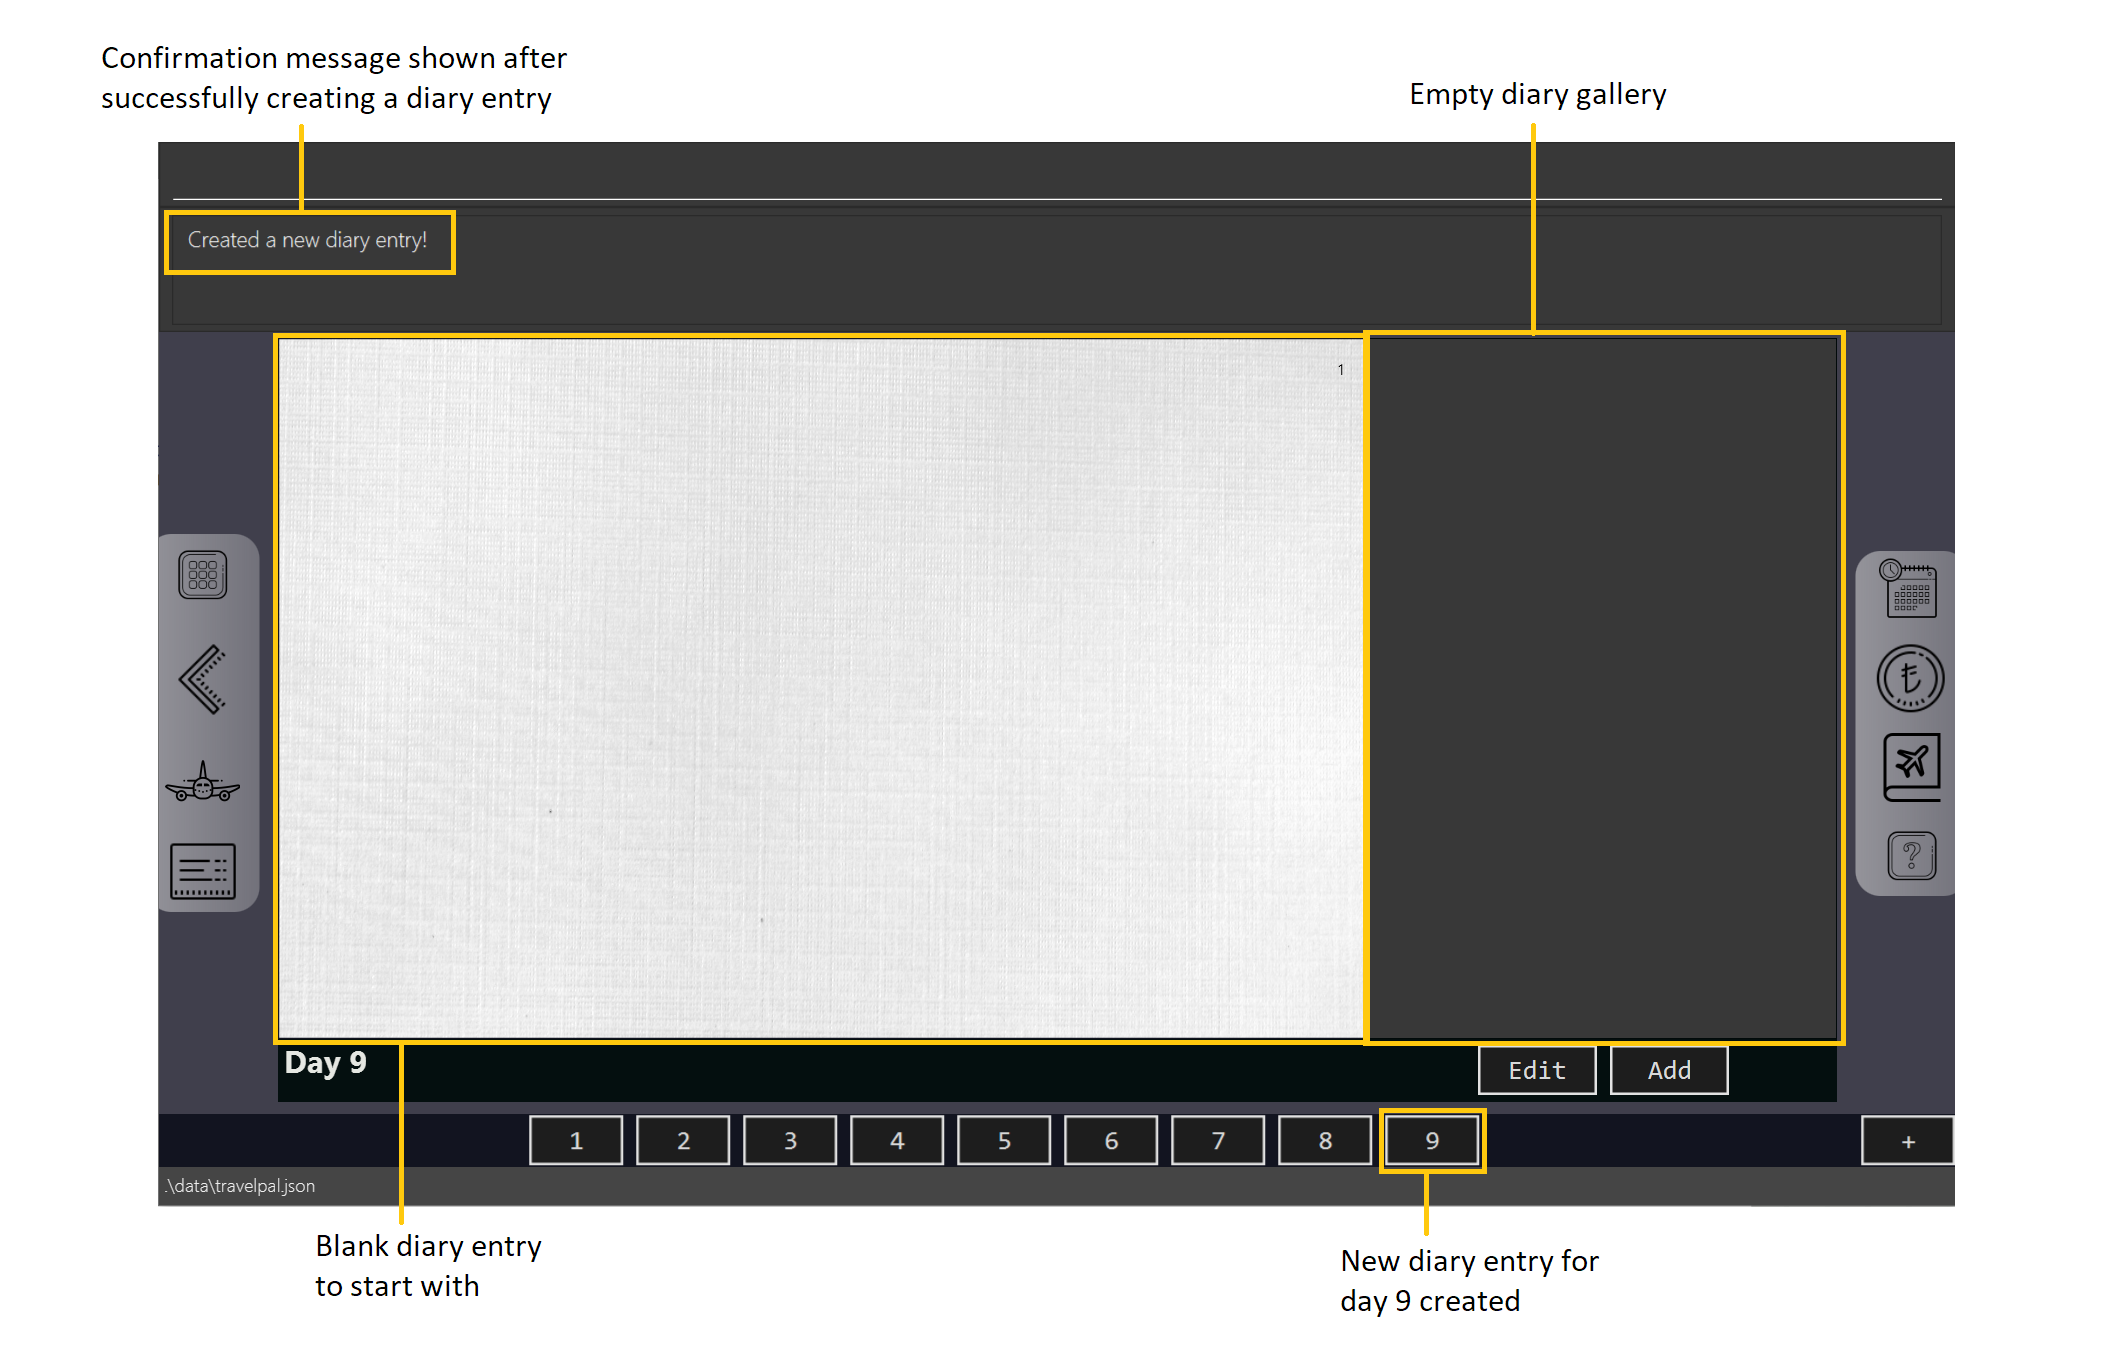 Confirmation message shown after
successfully creating a diary entry
Empty diary gallery
Created a new diary entry!
1
?
Day 9
Edit
Add
1
2
3
4
5
6
7
8
9
+
.\data\travelpal.json
Blank diary entry
to start with
New diary entry for
day 9 created